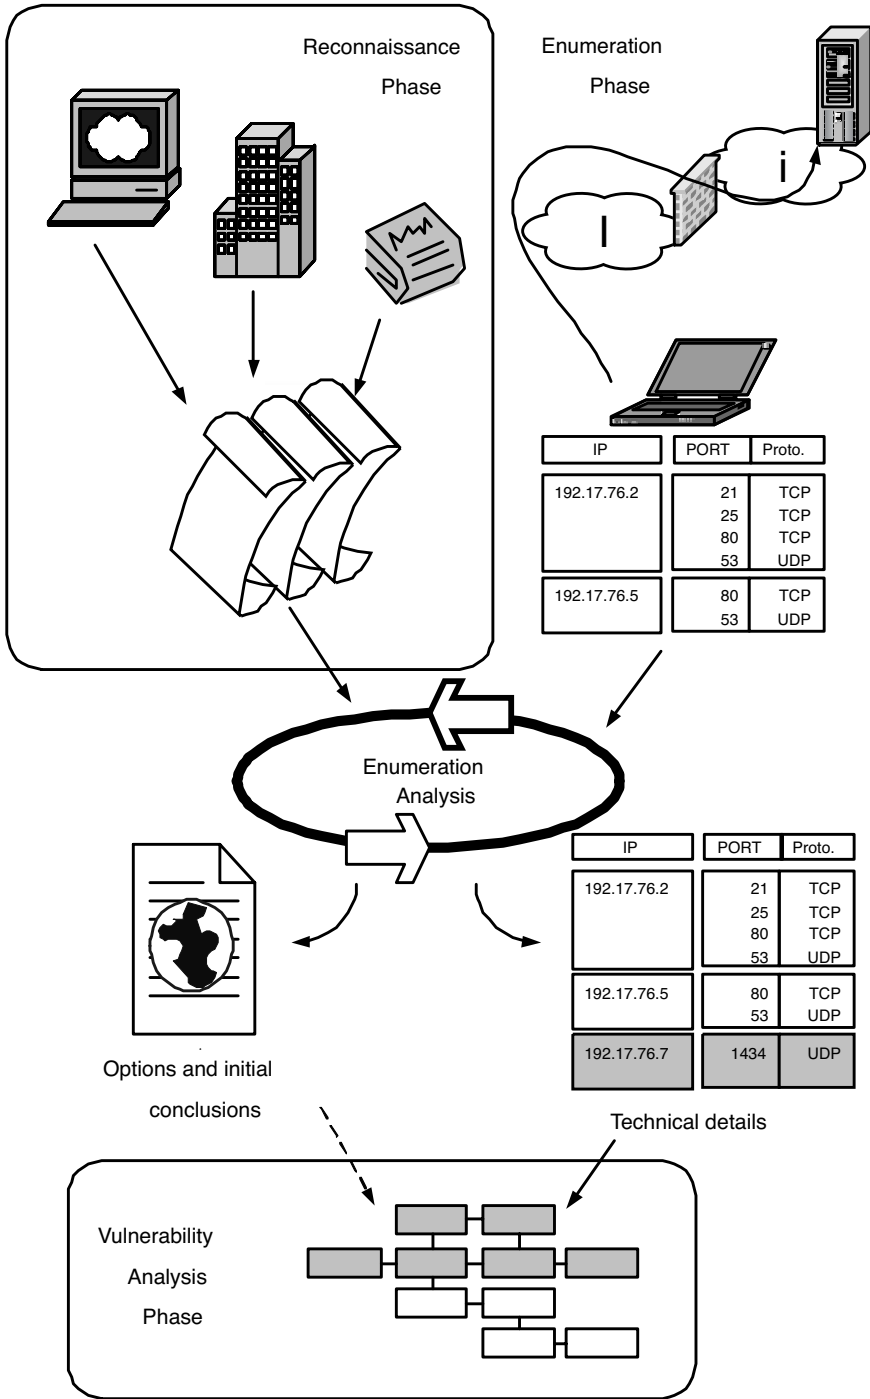 Reconnaissance
Phase
Enumeration
Phase
i
I
IP PORT Proto.
192.17.76.2 21 TCP
25 TCP
80 TCP
53 UDP
192.17.76.5 80 TCP
53 UDP
Enumeration
Analysis
IP PORT Proto.
192.17.76.2 21 TCP
25 TCP
80 TCP
53 UDP
192.17.76.5 80 TCP
53 UDP
192.17.76.7 1434 UDP
Options and initial
conclusions
Technical details
Vulnerability
Analysis
Phase